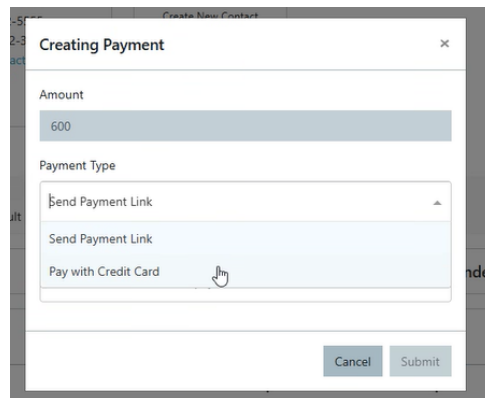 Create New Contact
Creating Payment
×
Amount
600
Payment Type
Send Payment Link
Send Payment Link
Pay with Credit Card
Cancel
Submit